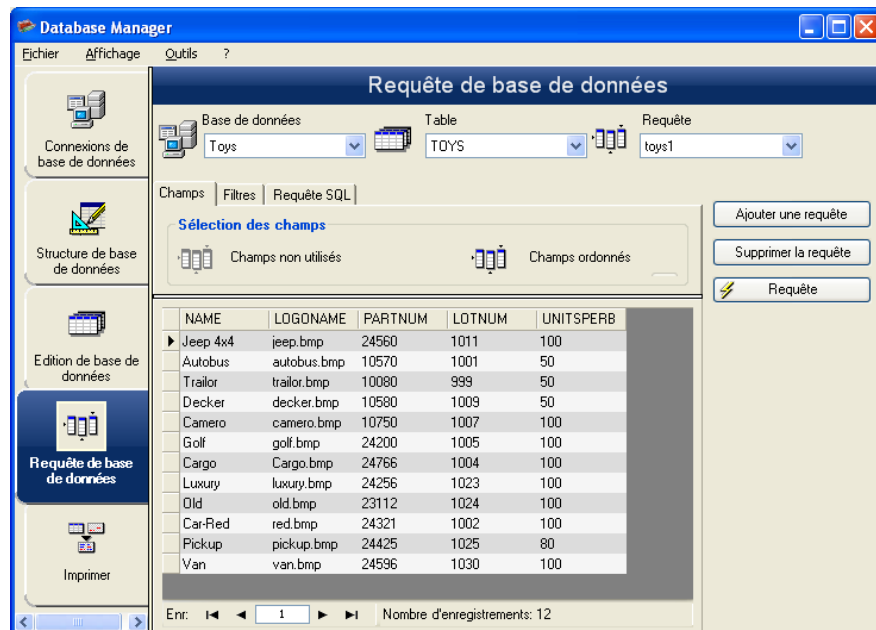 Database Manager
Fichier Affichage Outils ?
Connexions de
base de données
Structure de base
de données
Edition de base de
données
Requête de base
de données
Imprimer
Requête de base de données
Base de données Table Requête
Toys TOYS toys1
Champs Filtres Requête SQL
Sélection des champs
Champs non utilisés Champs ordonnés
Ajouter une requête
Supprimer la requête
Requête
NAME LOGONAME PARTNUM LOTNUM UNITSPERB
Jeep 4x4 jeep.bmp 24560 1011 100
Autobus autobus.bmp 10570 1001 50
Trailor trailor.bmp 10080 999 50
Decker decker.bmp 10580 1009 50
Camero camero.bmp 10750 1007 100
Golf golf.bmp 24200 1005 100
Cargo Cargo.bmp 24766 1004 100
Luxury luxury.bmp 24256 1023 100
Old old.bmp 23112 1024 100
Car-Red red.bmp 24321 1002 100
Pickup pickup.bmp 24425 1025 80
Van van.bmp 24596 1030 100
Enr: 1 Nombre d'enregistrements: 12